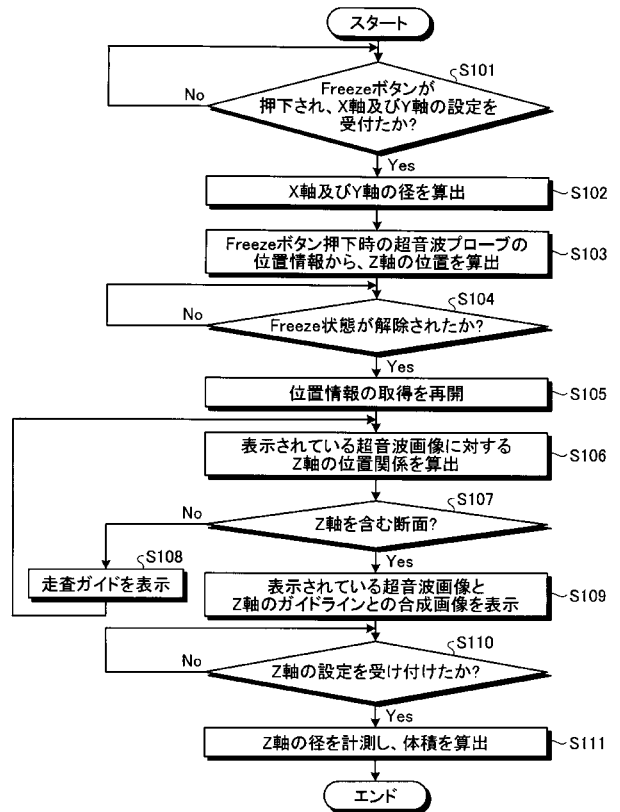 スタート
S101
Freezeボタンが
押下され、X軸及びY軸の設定を
受付たか?
No
Yes
X軸及びY軸の径を算出
S102
Freezeボタン押下時の超音波プローブの
位置情報から、Z軸の位置を算出
S103
S104
No
Freeze状態が解除されたか?
Yes
位置情報の取得を再開
S105
表示されている超音波画像に対する
Z軸の位置関係を算出
S106
S107
No
Z軸を含む断面?
Yes
S108
走査ガイドを表示
表示されている超音波画像と
Z軸のガイドラインとの合成画像を表示
S109
S110
No
Z軸の設定を受け付けたか?
Yes
Z軸の径を計測し、体積を算出
S111
エンド